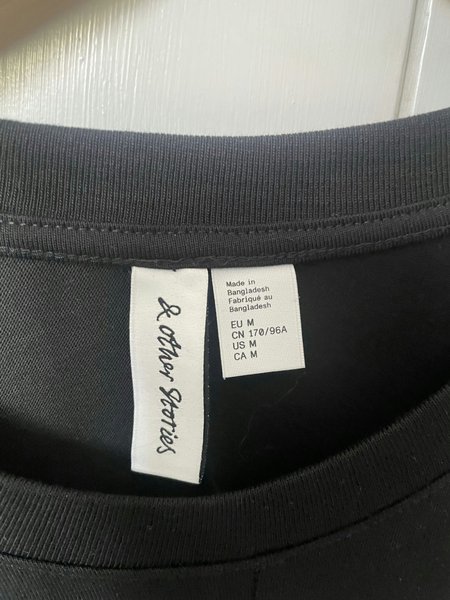 & Other Stories
Made in
Bangladesh
Fabriqué au
Bangladesh
EU M
CN 170/96A
US M
CA M